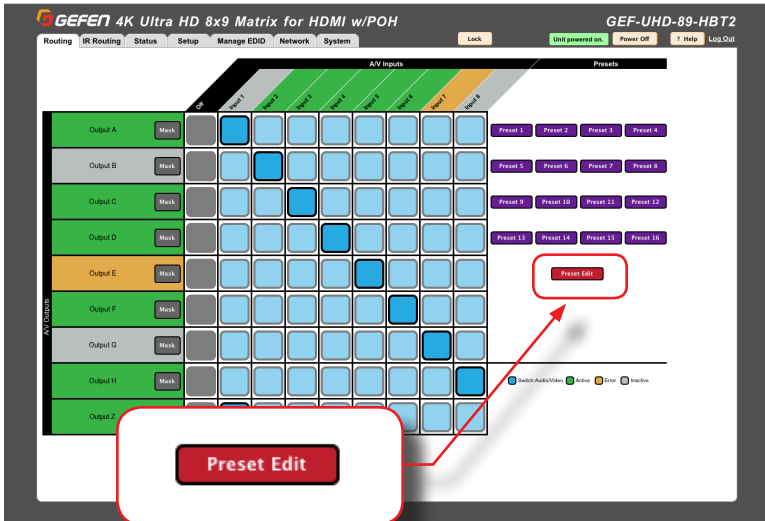 GEFEN 4K Ultra HD 8x9 Matrix for HDMI w/POH GEF-UHD-89-HBT2
Routing IR Routing Status Setup Manage EDID Network System Lock Unit powered on. Power Off ? Help Log Out
A/V Inputs Presets
Off Input 1 Input 2 Input 3 Input 4 Input 5 Input 6 Input 7 Input 8
A/V Outputs
Output A Mask Preset 1 Preset 2 Preset 3 Preset 4
Output B Mask Preset 5 Preset 6 Preset 7 Preset 8
Output C Mask Preset 9 Preset 10 Preset 11 Preset 12
Output D Mask Preset 13 Preset 14 Preset 15 Preset 16
Output E Mask Preset Edit
Output F Mask
Output G Mask
Output H Mask Switch Audio/Video Active Error Inactive
Output Z
Preset Edit